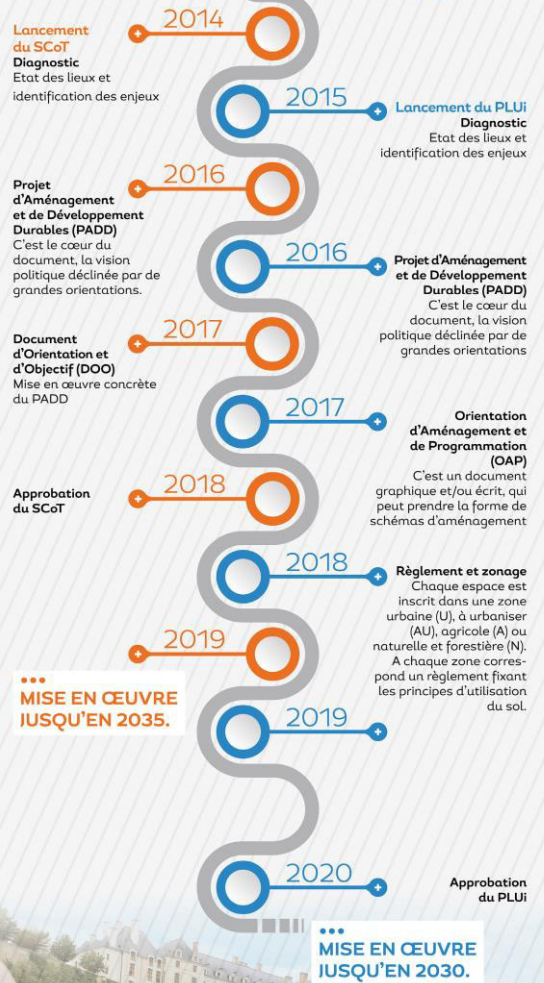 2014
Lancement
du SCoT
Diagnostic
Etat des lieux et
identification des enjeux
2015
Lancement du PLUi
Diagnostic
Etat des lieux et
identification des enjeux
2016
Projet
d'Aménagement
et de Développement
Durables (PADD)
C'est le cœur du
document, la vision
politique déclinée par de
grandes orientations.
2016
Projet d'Aménagement
et de Développement
Durables (PADD)
C'est le cœur du
document, la vision
politique déclinée par de
grandes orientations
2017
Document
d'Orientation et
d'Objectif (DOO)
Mise en œuvre concrète
du PADD
2017
Orientation
d'Aménagement et
de Programmation
(OAP)
C'est un document
graphique et/ou écrit, qui
peut prendre la forme de
schémas d'aménagement
2018
Approbation
du SCoT
2018
Règlement et zonage
Chaque espace est
inscrit dans une zone
urbaine (U), à urbaniser
(AU), agricole (A) ou
naturelle et forestière (N).
A chaque zone corres-
pond un règlement fixant
les principes d'utilisation
du sol.
2019
MISE EN ŒUVRE
JUSQU'EN 2035.
2019
2020
Approbation
du PLUi
MISE EN ŒUVRE
JUSQU'EN 2030.